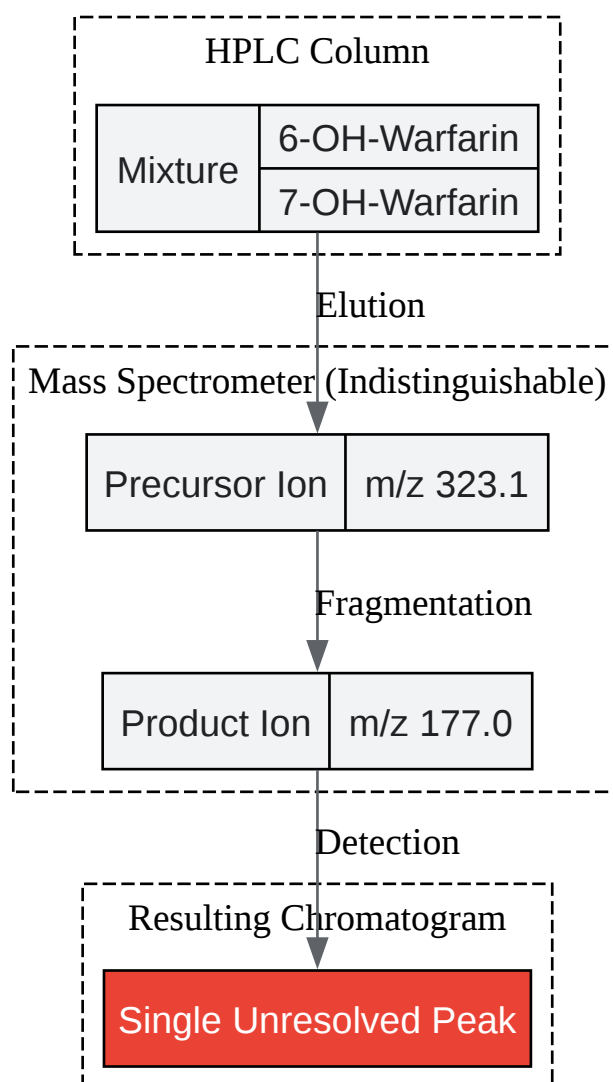 HPLC Column
Mixture
6-OH-Warfarin
7-OH-Warfarin
Elution
Mass Spectrometer (Indistinguishable)
Precursor Ion
m/z 323.1
Fragmentation
Product Ion
m/z 177.0
Detection
Resulting Chromatogram
Single Unresolved Peak